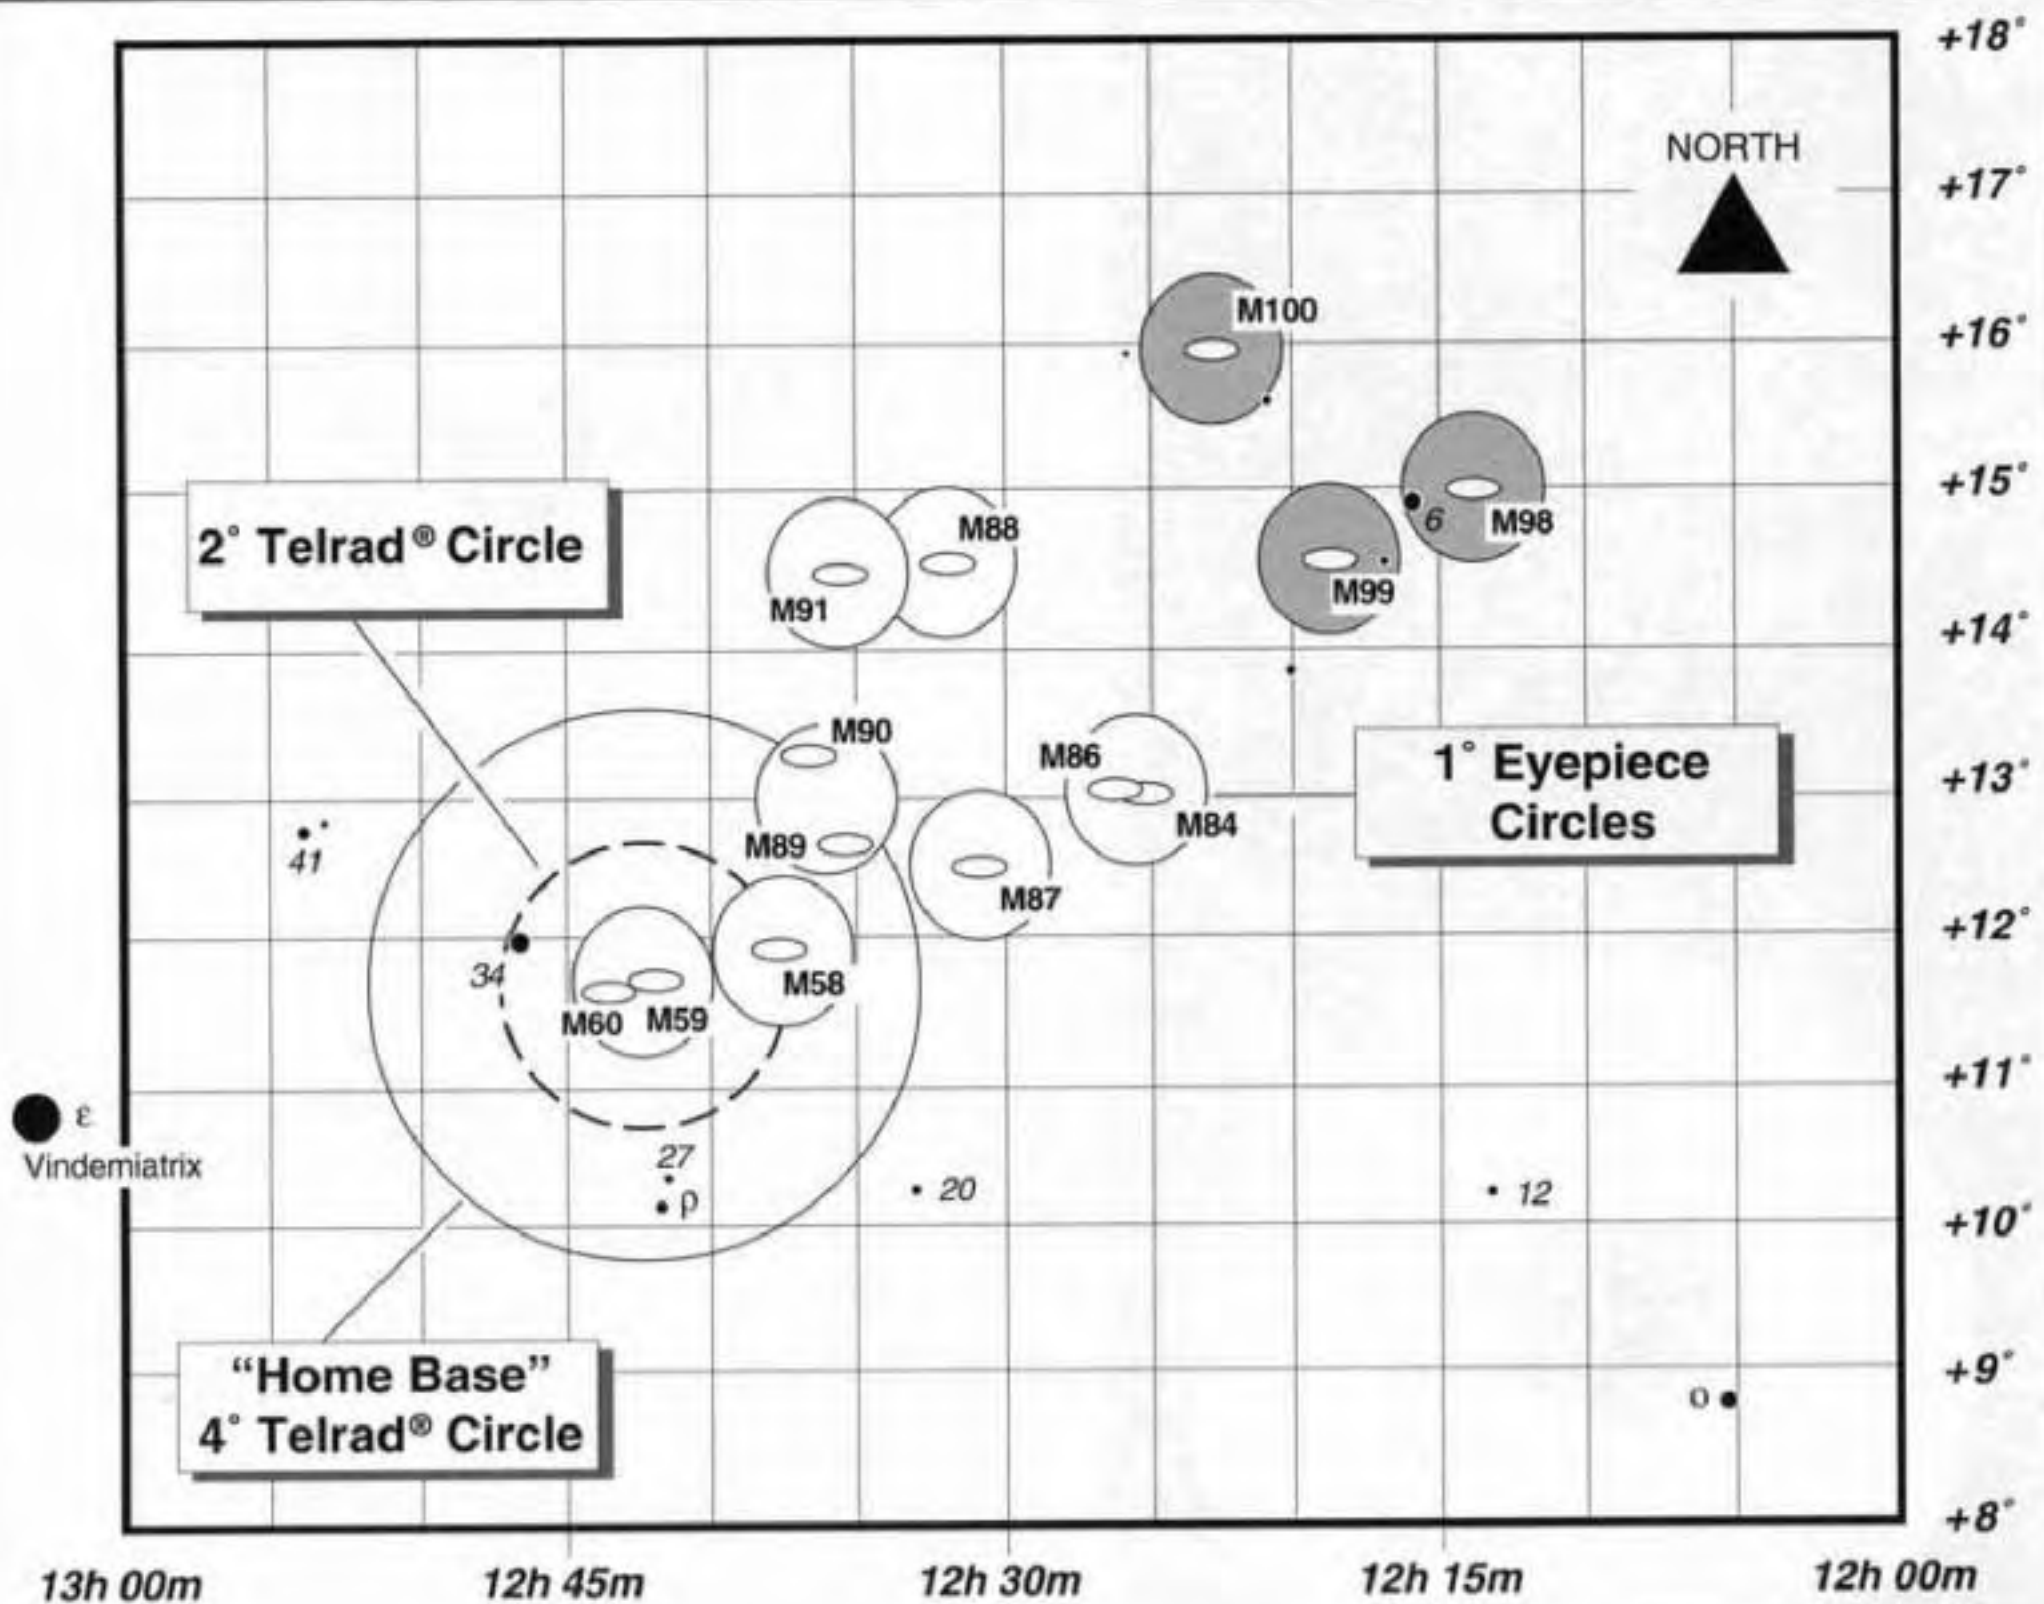 +18°
NORTH
+17°
M100
+16°
+15°
2° Telrad® Circle
M88
6
M98
M91
M99
+14°
M90
M86
1° Eyepiece
Circles
+13°
41
M89
M84
M87
+12°
34
M58
M60
M59
+11°
ε
Vindemiatrix
27
ρ
20
12
+10°
"Home Base"
4° Telrad® Circle
+9°
ο
+8°
13h 00m
12h 45m
12h 30m
12h 15m
12h 00m